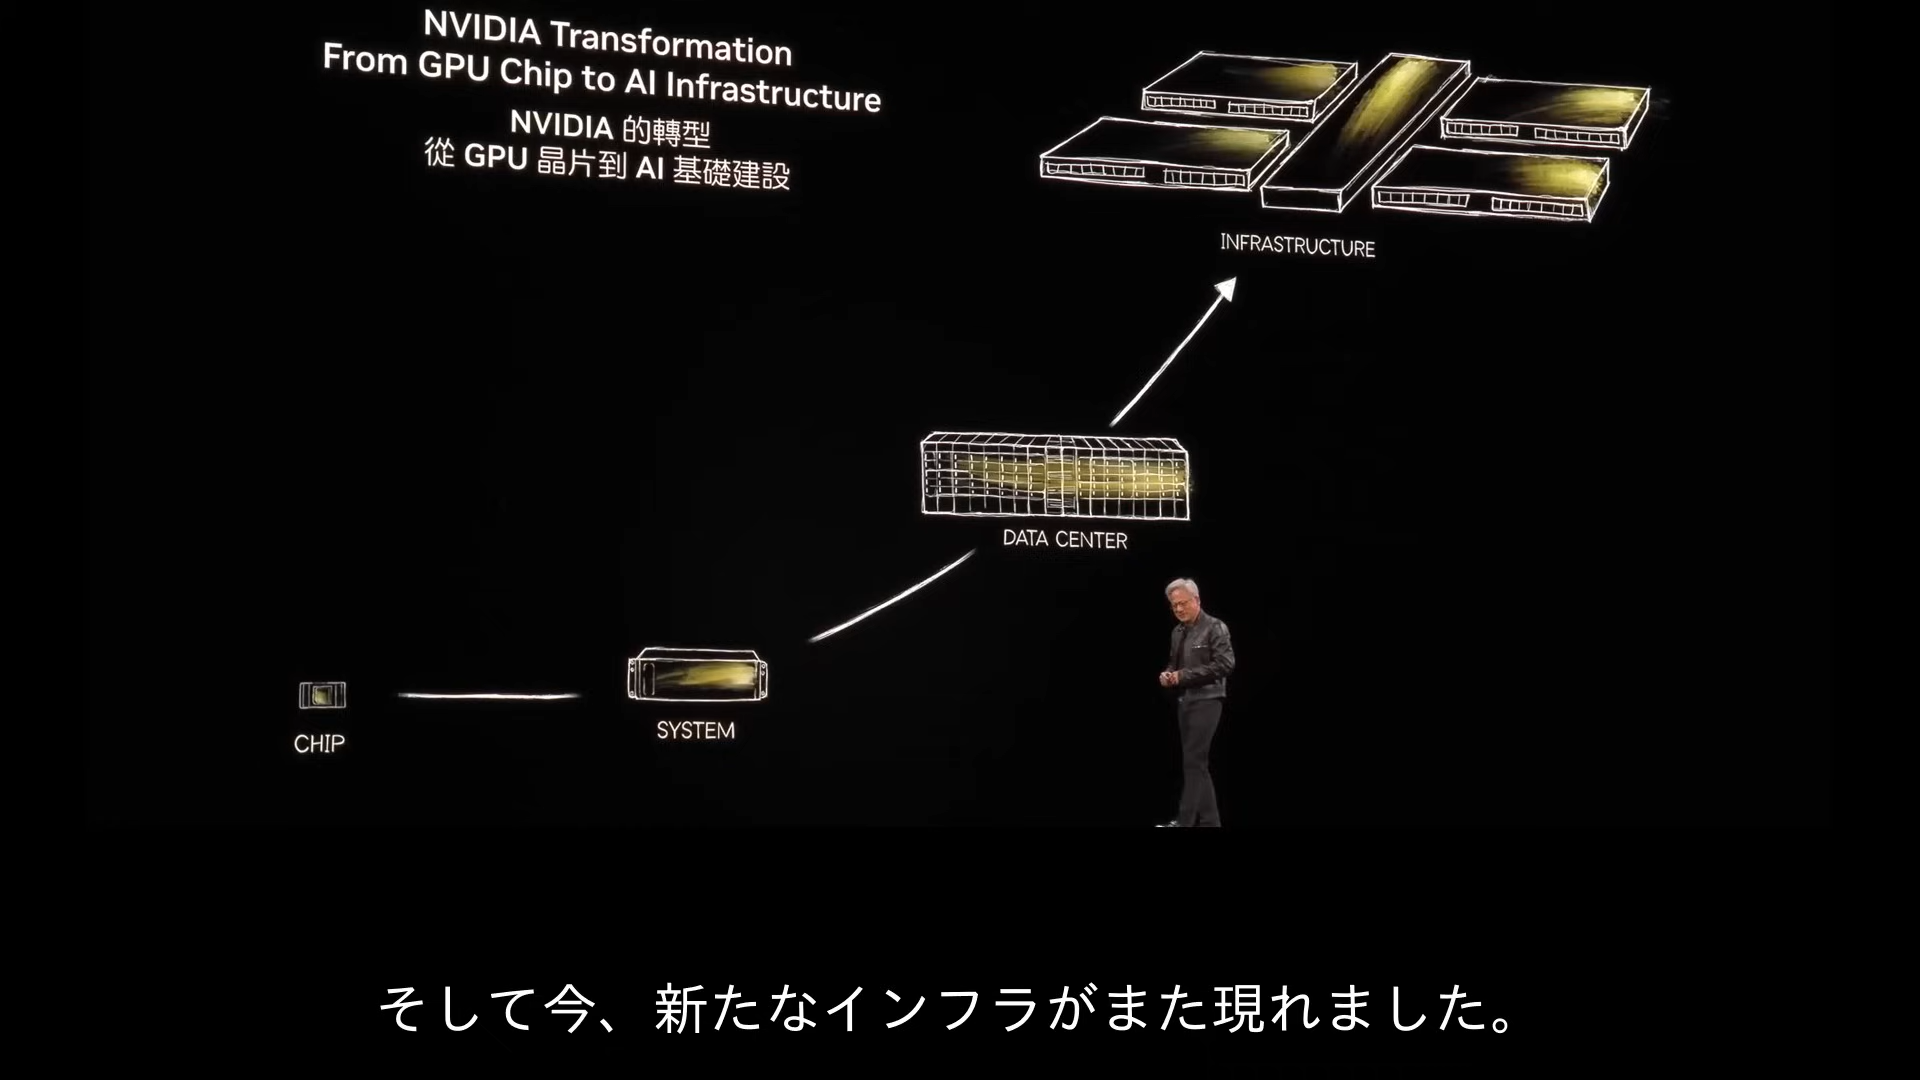 NVIDIA Transformation
From GPU Chip to AI Infrastructure
NVIDIA 的轉型
從 GPU 晶片到 AI 基礎建設
INFRASTRUCTURE
DATA CENTER
SYSTEM
CHIP
そして今、新たなインフラがまた現れました。